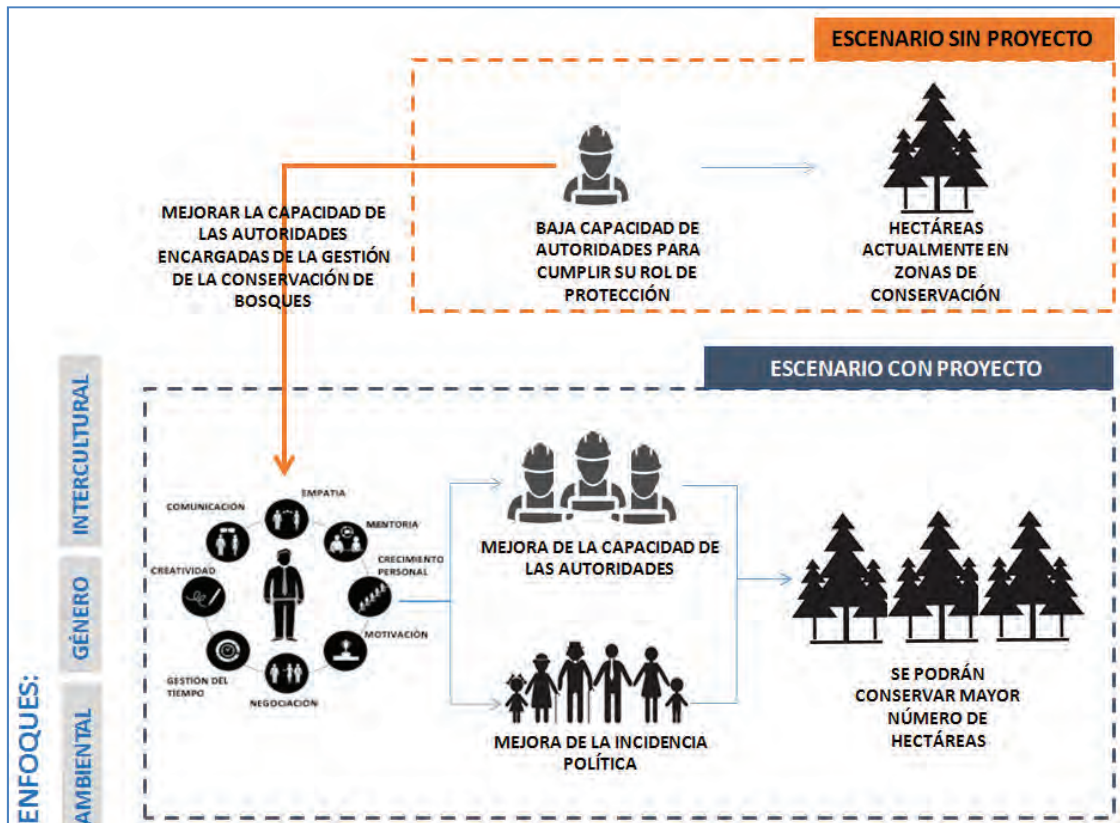 ESCENARIO SIN PROYECTO
MEJORAR LA CAPACIDAD DE
LAS AUTORIDADES
ENCARGADAS DE LA GESTIÓN
DE LA CONSERVACIÓN DE
BOSQUES
BAJA CAPACIDAD DE
AUTORIDADES PARA
CUMPLIR SU ROL DE
PROTECCIÓN
HECTÁREAS
ACTUALMENTE EN
ZONAS DE
CONSERVACIÓN
ESCENARIO CON PROYECTO
ENFOQUES:
INTERCULTURAL
GÉNERO
AMBIENTAL
EMPATIA
COMUNICACIÓN
MENTORIA
CREATIVIDAD
CRECIMIENTO
PERSONAL
MOTIVACIÓN
GESTIÓN DEL
TIEMPO
NEGOCIACIÓN
MEJORA DE LA CAPACIDAD DE
LAS AUTORIDADES
MEJORA DE LA INCIDENCIA
POLÍTICA
SE PODRÁN
CONSERVAR MAYOR
NÚMERO DE
HECTÁREAS